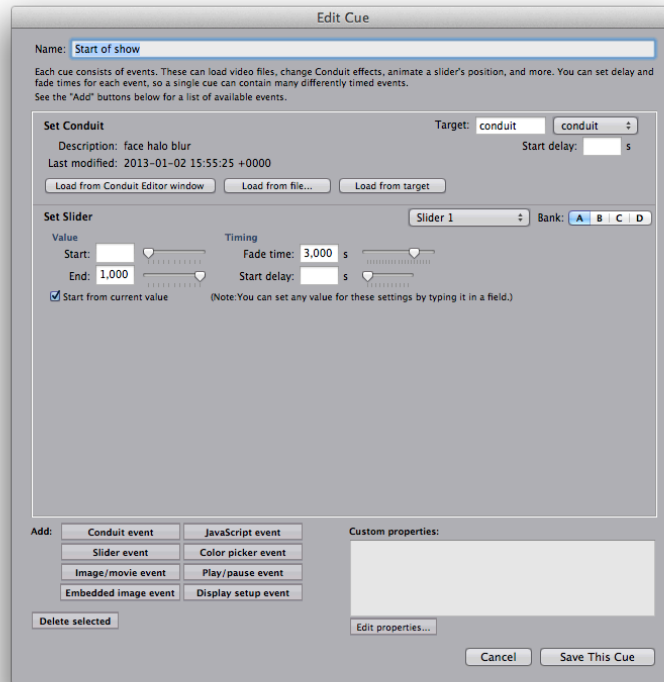 Edit Cue
Name: Start of show
Each cue consists of events. These can load video files, change Conduit effects, animate a slider's position, and more. You can set delay and
fade times for each event, so a single cue can contain many differently timed events.
See the "Add" buttons below for a list of available events.
Set Conduit Target: conduit conduit
Description: face halo blur Start delay: s
Last modified: 2013-01-02 15:55:25 +0000
Load from Conduit Editor window Load from file... Load from target
Set Slider Slider 1 Bank: A B C D
Value Timing
Start: Fade time: 3,000 s
End: 1,000 Start delay: s
Start from current value (Note:You can set any value for these settings by typing it in a field.)
Add: Conduit event JavaScript event Custom properties:
Slider event Color picker event
Image/movie event Play/pause event
Embedded image event Display setup event
Delete selected
Edit properties...
Cancel Save This Cue